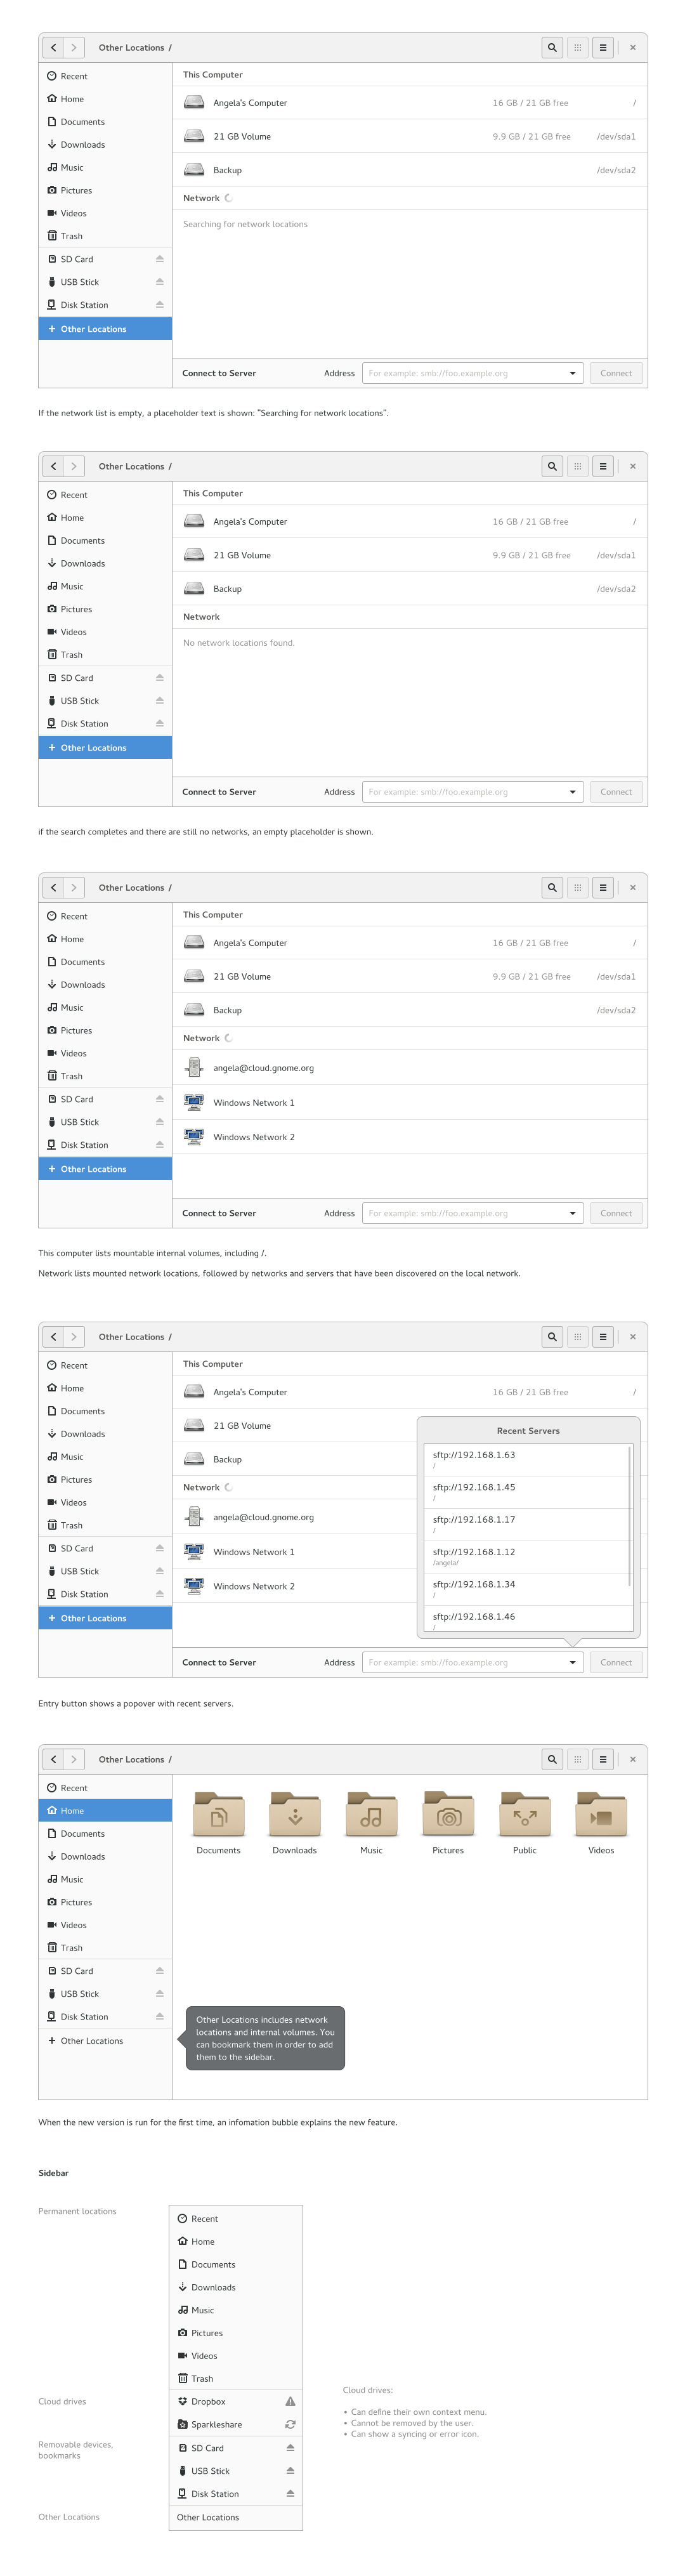 Other Locations /
Recent
Home
Documents
Downloads
Music
Pictures
Videos
Trash
SD Card
USB Stick
Disk Station
+ Other Locations
This Computer
Angela's Computer 16 GB / 21 GB free /
21 GB Volume 9.9 GB / 21 GB free /dev/sda1
Backup /dev/sda2
Network
Searching for network locations
Connect to Server Address For example: smb://foo.example.org Connect
If the network list is empty, a placeholder text is shown: "Searching for network locations".
Other Locations /
Recent
Home
Documents
Downloads
Music
Pictures
Videos
Trash
SD Card
USB Stick
Disk Station
+ Other Locations
This Computer
Angela's Computer 16 GB / 21 GB free /
21 GB Volume 9.9 GB / 21 GB free /dev/sda1
Backup /dev/sda2
Network
No network locations found.
Connect to Server Address For example: smb://foo.example.org Connect
if the search completes and there are still no networks, an empty placeholder is shown.
Other Locations /
Recent
Home
Documents
Downloads
Music
Pictures
Videos
Trash
SD Card
USB Stick
Disk Station
+ Other Locations
This Computer
Angela's Computer 16 GB / 21 GB free /
21 GB Volume 9.9 GB / 21 GB free /dev/sda1
Backup /dev/sda2
Network
angela@cloud.gnome.org
Windows Network 1
Windows Network 2
Connect to Server Address For example: smb://foo.example.org Connect
This computer lists mountable internal volumes, including /.
Network lists mounted network locations, followed by networks and servers that have been discovered on the local network.
Other Locations /
Recent
Home
Documents
Downloads
Music
Pictures
Videos
Trash
SD Card
USB Stick
Disk Station
+ Other Locations
This Computer
Angela's Computer 16 GB / 21 GB free /
21 GB Volume
Backup
Network
angela@cloud.gnome.org
Windows Network 1
Windows Network 2
Recent Servers
sftp://192.168.1.63
/
sftp://192.168.1.45
/
sftp://192.168.1.17
/
sftp://192.168.1.12
/angela/
sftp://192.168.1.34
/
sftp://192.168.1.46
/
Connect to Server Address For example: smb://foo.example.org Connect
Entry button shows a popover with recent servers.
Other Locations /
Recent
Home
Documents
Downloads
Music
Pictures
Videos
Trash
SD Card
USB Stick
Disk Station
+ Other Locations
Documents Downloads Music Pictures Public Videos
Other Locations includes network
locations and internal volumes. You
can bookmark them in order to add
them to the sidebar.
When the new version is run for the first time, an infomation bubble explains the new feature.
Sidebar
Permanent locations
Recent
Home
Documents
Downloads
Music
Pictures
Videos
Trash
Cloud drives
Dropbox
Sparkleshare
Removable devices,
bookmarks
SD Card
USB Stick
Disk Station
Other Locations
Other Locations
Cloud drives:
• Can define their own context menu.
• Cannot be removed by the user.
• Can show a syncing or error icon.